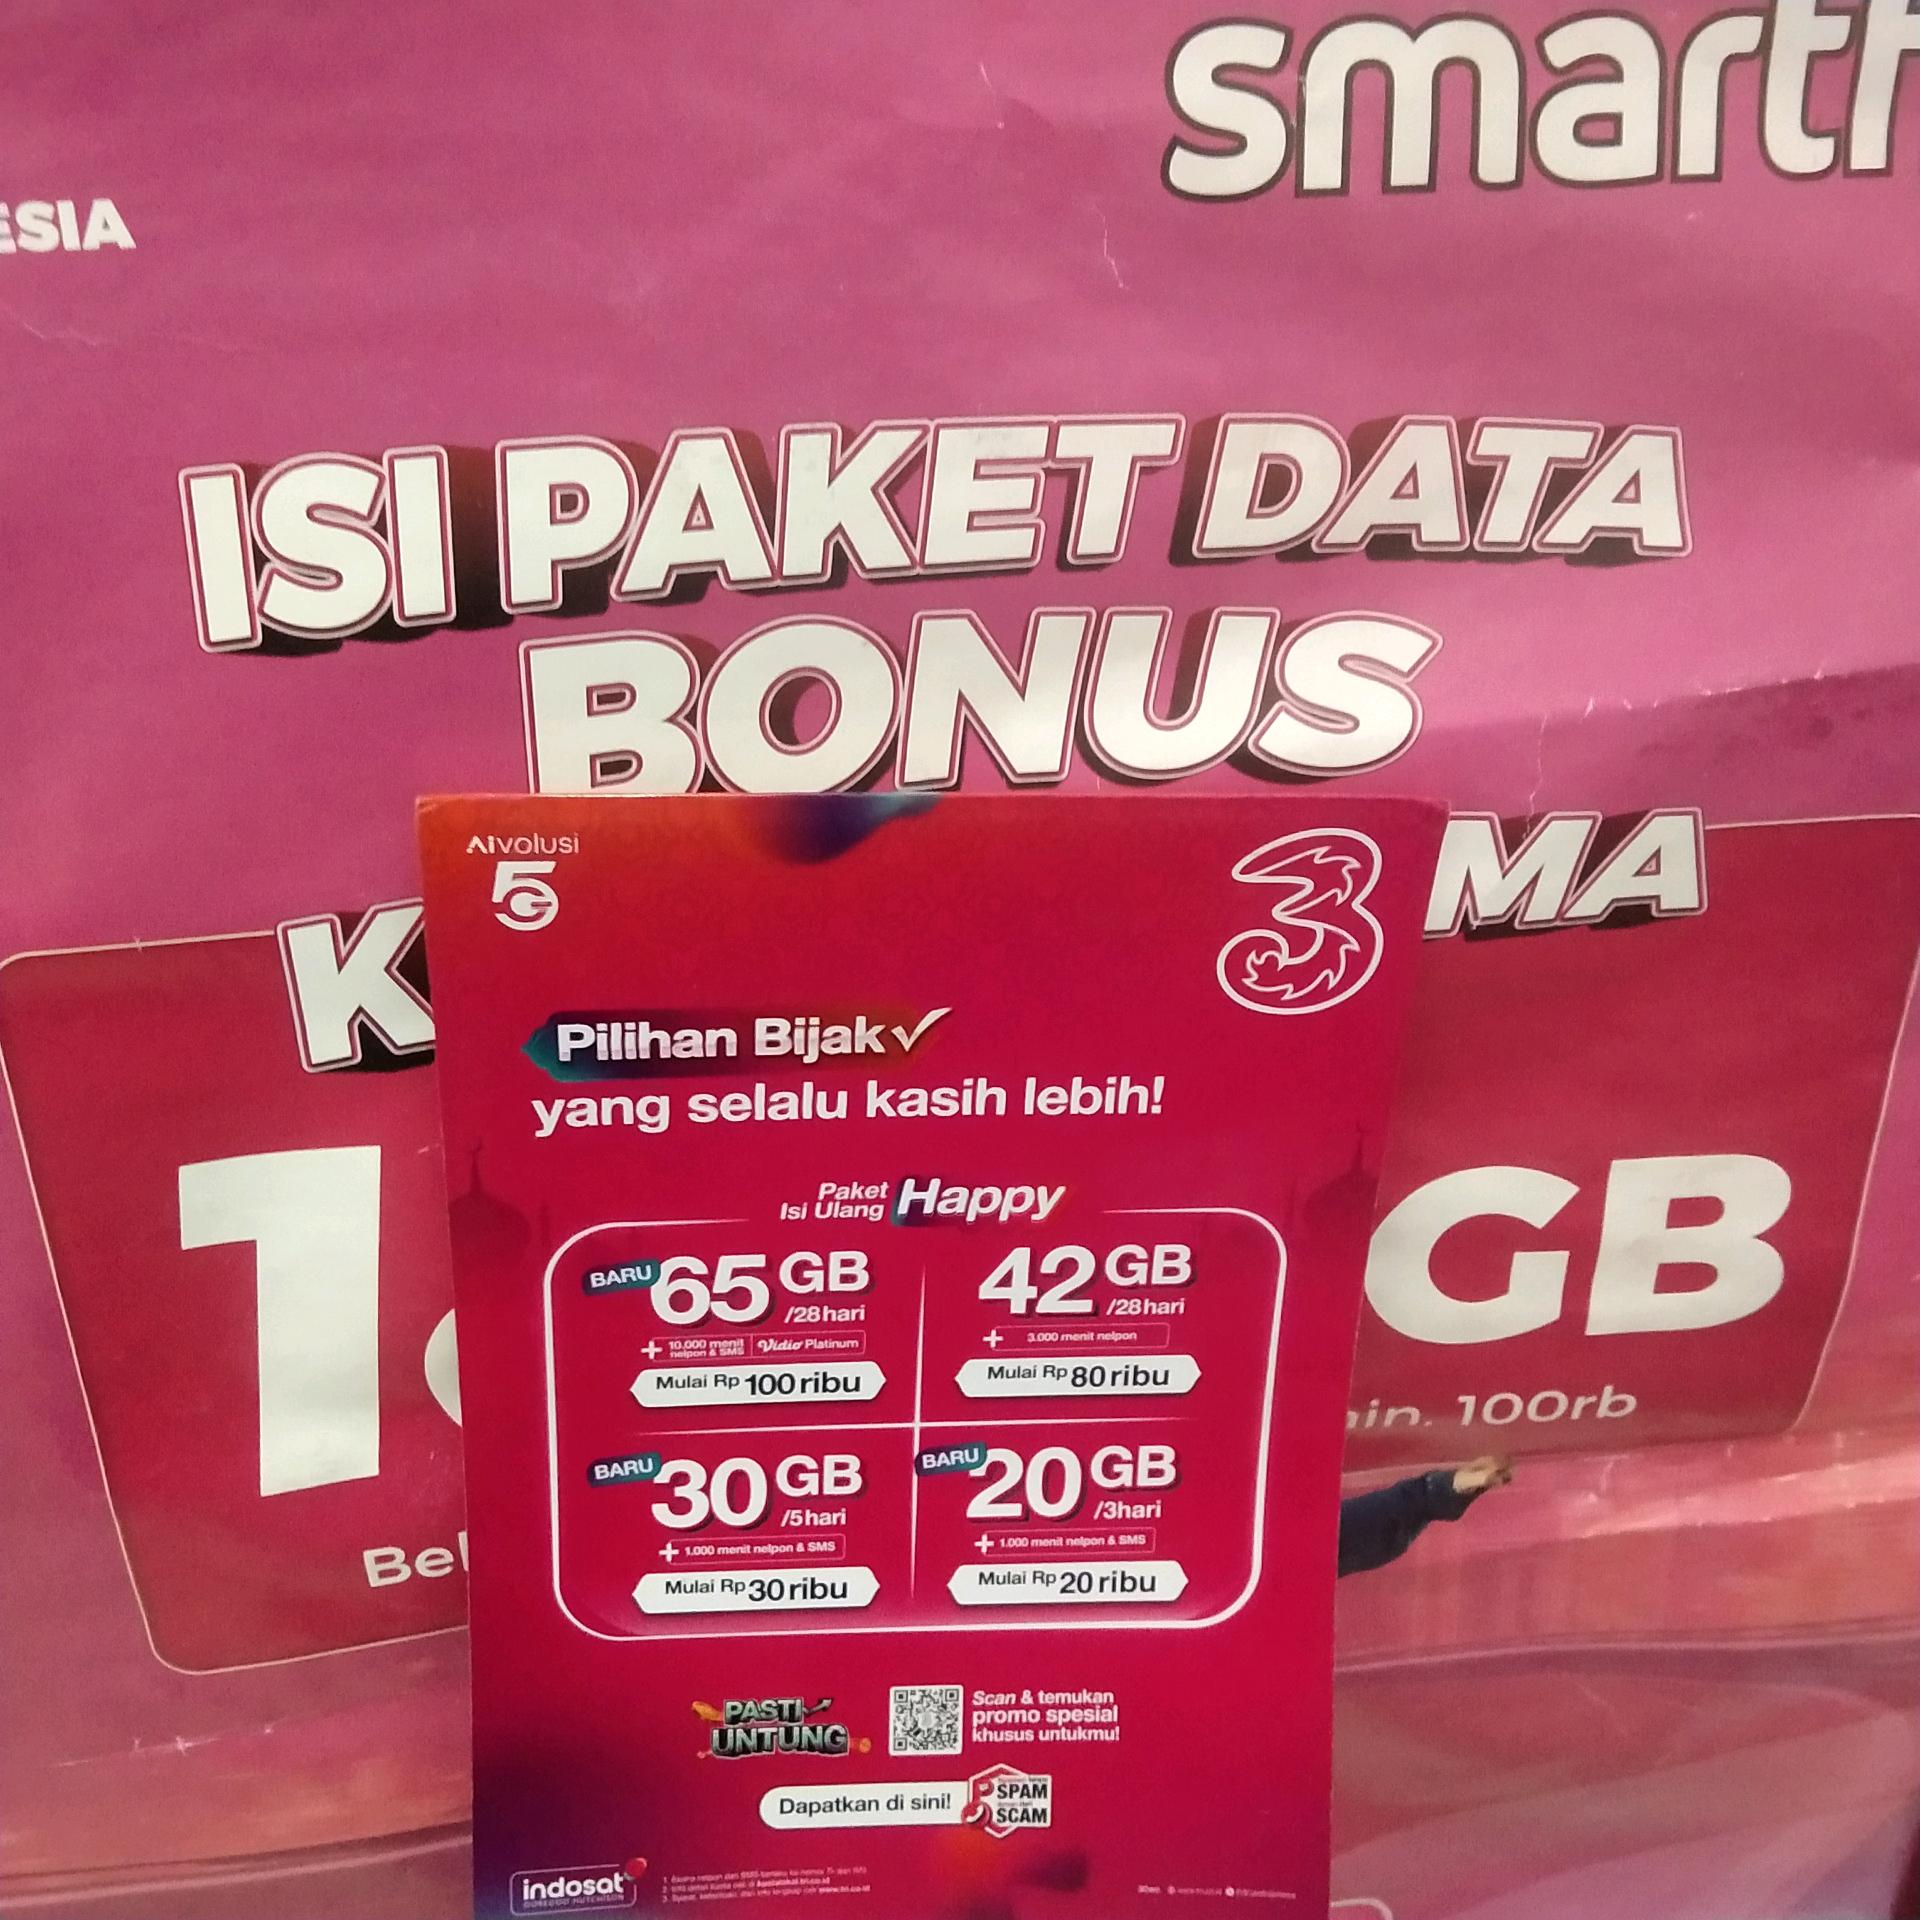 smartf
ESIA
ISI PAKET DATA
BONUS
K MA
1 GB
Bel
min. 100rb
AIvolusi
5G
3
Pilihan Bijak
yang selalu kasih lebih!
Paket
Isi Ulang Happy
BARU 65 GB
/28hari
+ 10.000 menit
nelpon & SMS Vidio Platinum
Mulai Rp 100 ribu
42 GB
/28hari
+ 3.000 menit nelpon
Mulai Rp 80 ribu
BARU 30 GB
/5hari
+ 1.000 menit nelpon & SMS
Mulai Rp 30 ribu
BARU 20 GB
/3hari
+ 1.000 menit nelpon & SMS
Mulai Rp 20 ribu
PASTI
UNTUNG
Scan & temukan
promo spesial
khusus untukmu!
Dapatkan di sini!
SPAM
SCAM
indosat
OOREDOO HUTCHISON